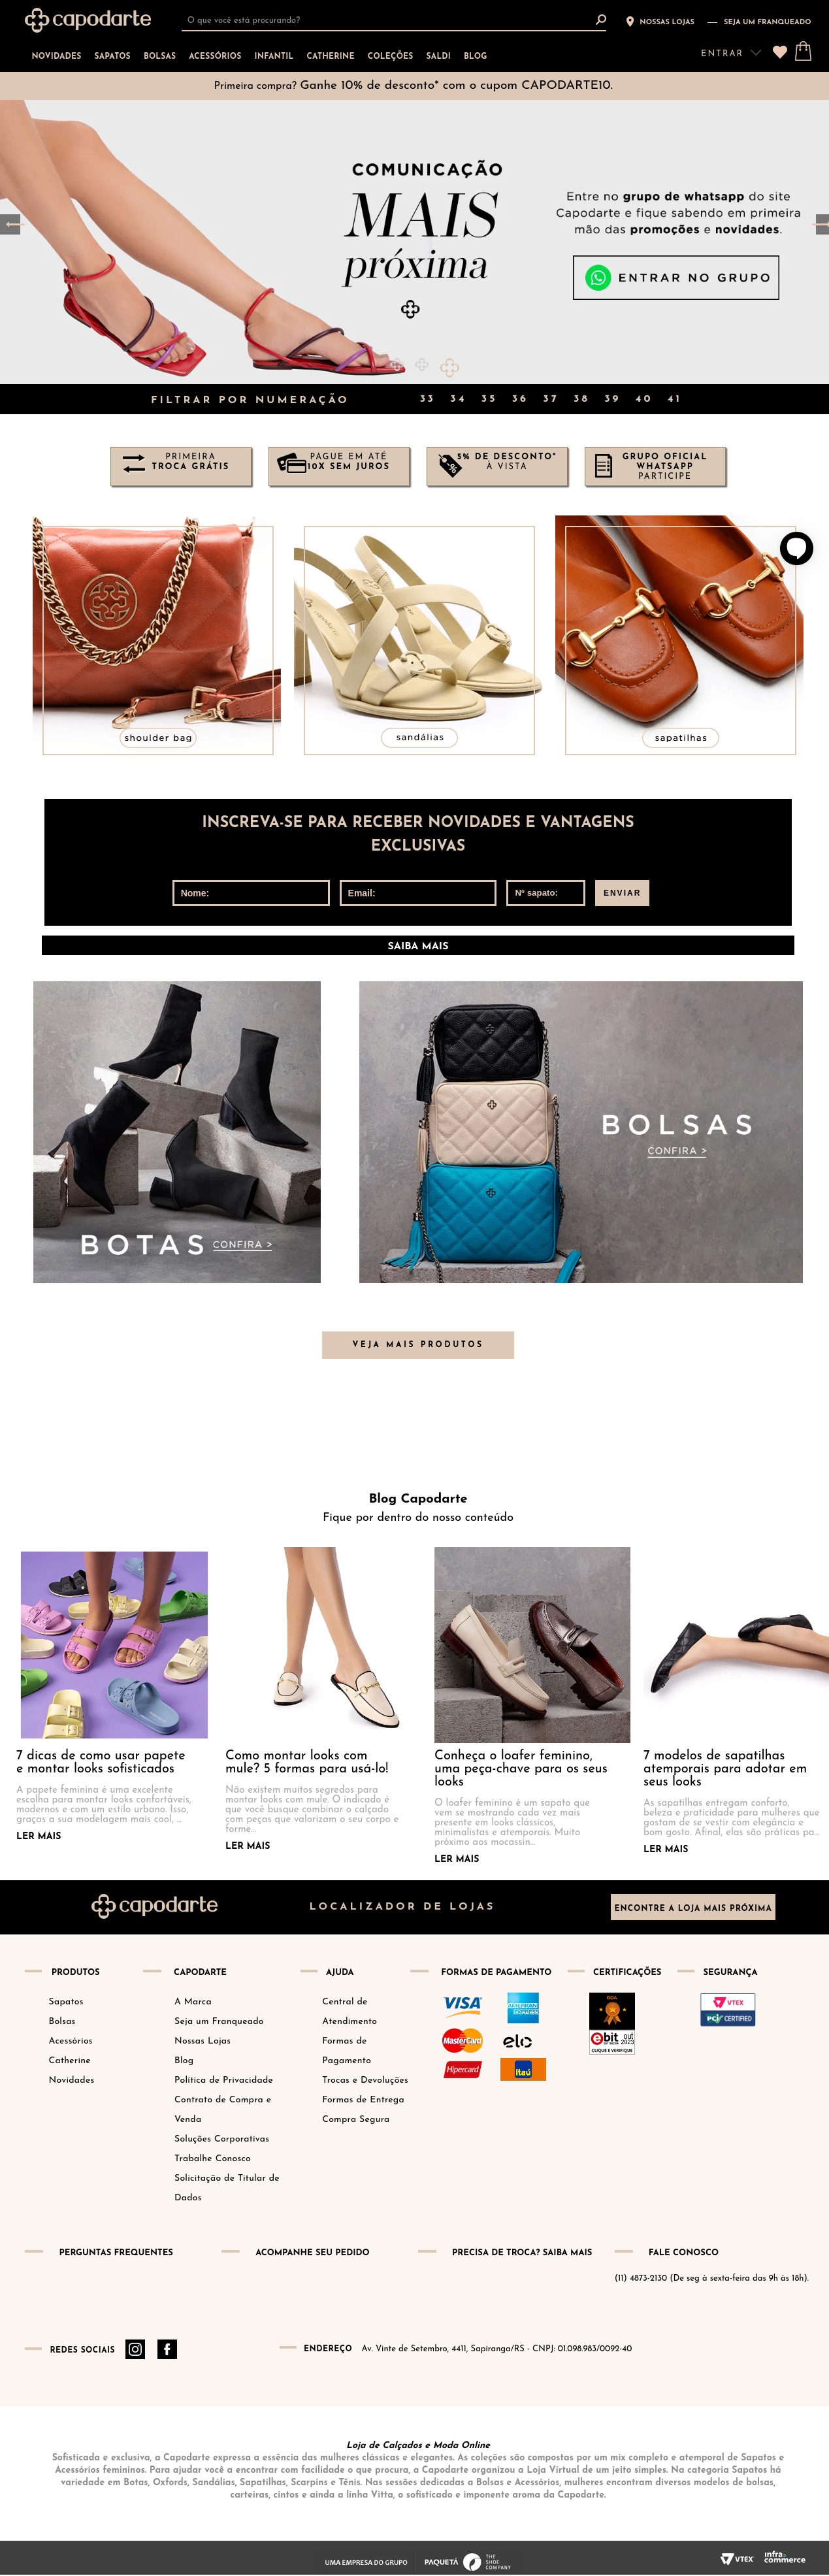 capodarte
O que você está procurando?
NOSSAS LOJAS
SEJA UM FRANQUEADO
NOVIDADES SAPATOS BOLSAS ACESSÓRIOS INFANTIL CATHERINE COLEÇÕES SALDI BLOG
ENTRAR
Primeira compra? Ganhe 10% de desconto* com o cupom CAPODARTE10.
COMUNICAÇÃO
MAIS
próxima
Entre no grupo de whatsapp do site
Capodarte e fique sabendo em primeira
mão das promoções e novidades.
ENTRAR NO GRUPO
FILTRAR POR NUMERAÇÃO
33 34 35 36 37 38 39 40 41
PRIMEIRA
TROCA GRÁTIS
PAGUE EM ATÉ
10X SEM JUROS
5% DE DESCONTO*
À VISTA
GRUPO OFICIAL
WHATSAPP
PARTICIPE
shoulder bag
sandálias
sapatilhas
INSCREVA-SE PARA RECEBER NOVIDADES E VANTAGENS
EXCLUSIVAS
Nome:
Email:
Nº sapato:
ENVIAR
SAIBA MAIS
BOTAS
CONFIRA >
BOLSAS
CONFIRA >
VEJA MAIS PRODUTOS
Blog Capodarte
Fique por dentro do nosso conteúdo
7 dicas de como usar papete
e montar looks sofisticados
A papete feminina é uma excelente
escolha para montar looks confortáveis,
modernos e com um estilo urbano. Isso,
graças a sua modelagem mais cool, ...
LER MAIS
Como montar looks com
mule? 5 formas para usá-lo!
Não existem muitos segredos para
montar looks com mule. O indicado é
que você busque combinar o calçado
com peças que valorizam o seu corpo e
forme...
LER MAIS
Conheça o loafer feminino,
uma peça-chave para os seus
looks
O loafer feminino é um sapato que
vem se mostrando cada vez mais
presente em looks clássicos,
minimalistas e atemporais. Muito
próximo aos mocassin...
LER MAIS
7 modelos de sapatilhas
atemporais para adotar em
seus looks
As sapatilhas entregam conforto,
beleza e praticidade para mulheres que
gostam de se vestir com elegância e
bom gosto. Afinal, elas são práticas pa...
LER MAIS
capodarte
LOCALIZADOR DE LOJAS
ENCONTRE A LOJA MAIS PRÓXIMA
PRODUTOS
Sapatos
Bolsas
Acessórios
Catherine
Novidades
CAPODARTE
A Marca
Seja um Franqueado
Nossas Lojas
Blog
Política de Privacidade
Contrato de Compra e
Venda
Soluções Corporativas
Trabalhe Conosco
Solicitação de Titular de
Dados
AJUDA
Central de
Atendimento
Formas de
Pagamento
Trocas e Devoluções
Formas de Entrega
Compra Segura
FORMAS DE PAGAMENTO
VISA
AMERICAN
EXPRESS
MasterCard
elo
Hipercard
Itaú
CERTIFICAÇÕES
BOA
ebit out
CLIQUE E VERIFIQUE
SEGURANÇA
VTEX
PCI CERTIFIED
PERGUNTAS FREQUENTES
ACOMPANHE SEU PEDIDO
PRECISA DE TROCA? SAIBA MAIS
FALE CONOSCO
(11) 4873-2130 (De seg à sexta-feira das 9h às 18h).
REDES SOCIAIS
ENDEREÇO Av. Vinte de Setembro, 4411, Sapiranga/RS - CNPJ: 01.098.983/0092-40
Loja de Calçados e Moda Online
Sofisticada e exclusiva, a Capodarte expressa a essência das mulheres clássicas e elegantes. As coleções são compostas por um mix completo e atemporal de Sapatos e
Acessórios femininos. Para ajudar você a encontrar com facilidade o que procura, a Capodarte organizou a Loja Virtual de um jeito simples. Na categoria Sapatos há
variedade em Botas, Oxfords, Sandálias, Sapatilhas, Scarpins e Tênis. Nas sessões dedicadas a Bolsas e Acessórios, mulheres encontram diversos modelos de bolsas,
carteiras, cintos e ainda a linha Vitta, o sofisticado e imponente aroma da Capodarte.
UMA EMPRESA DO GRUPO
PAQUETÁ
THE
SHOE
COMPANY
VTEX
infra
commerce